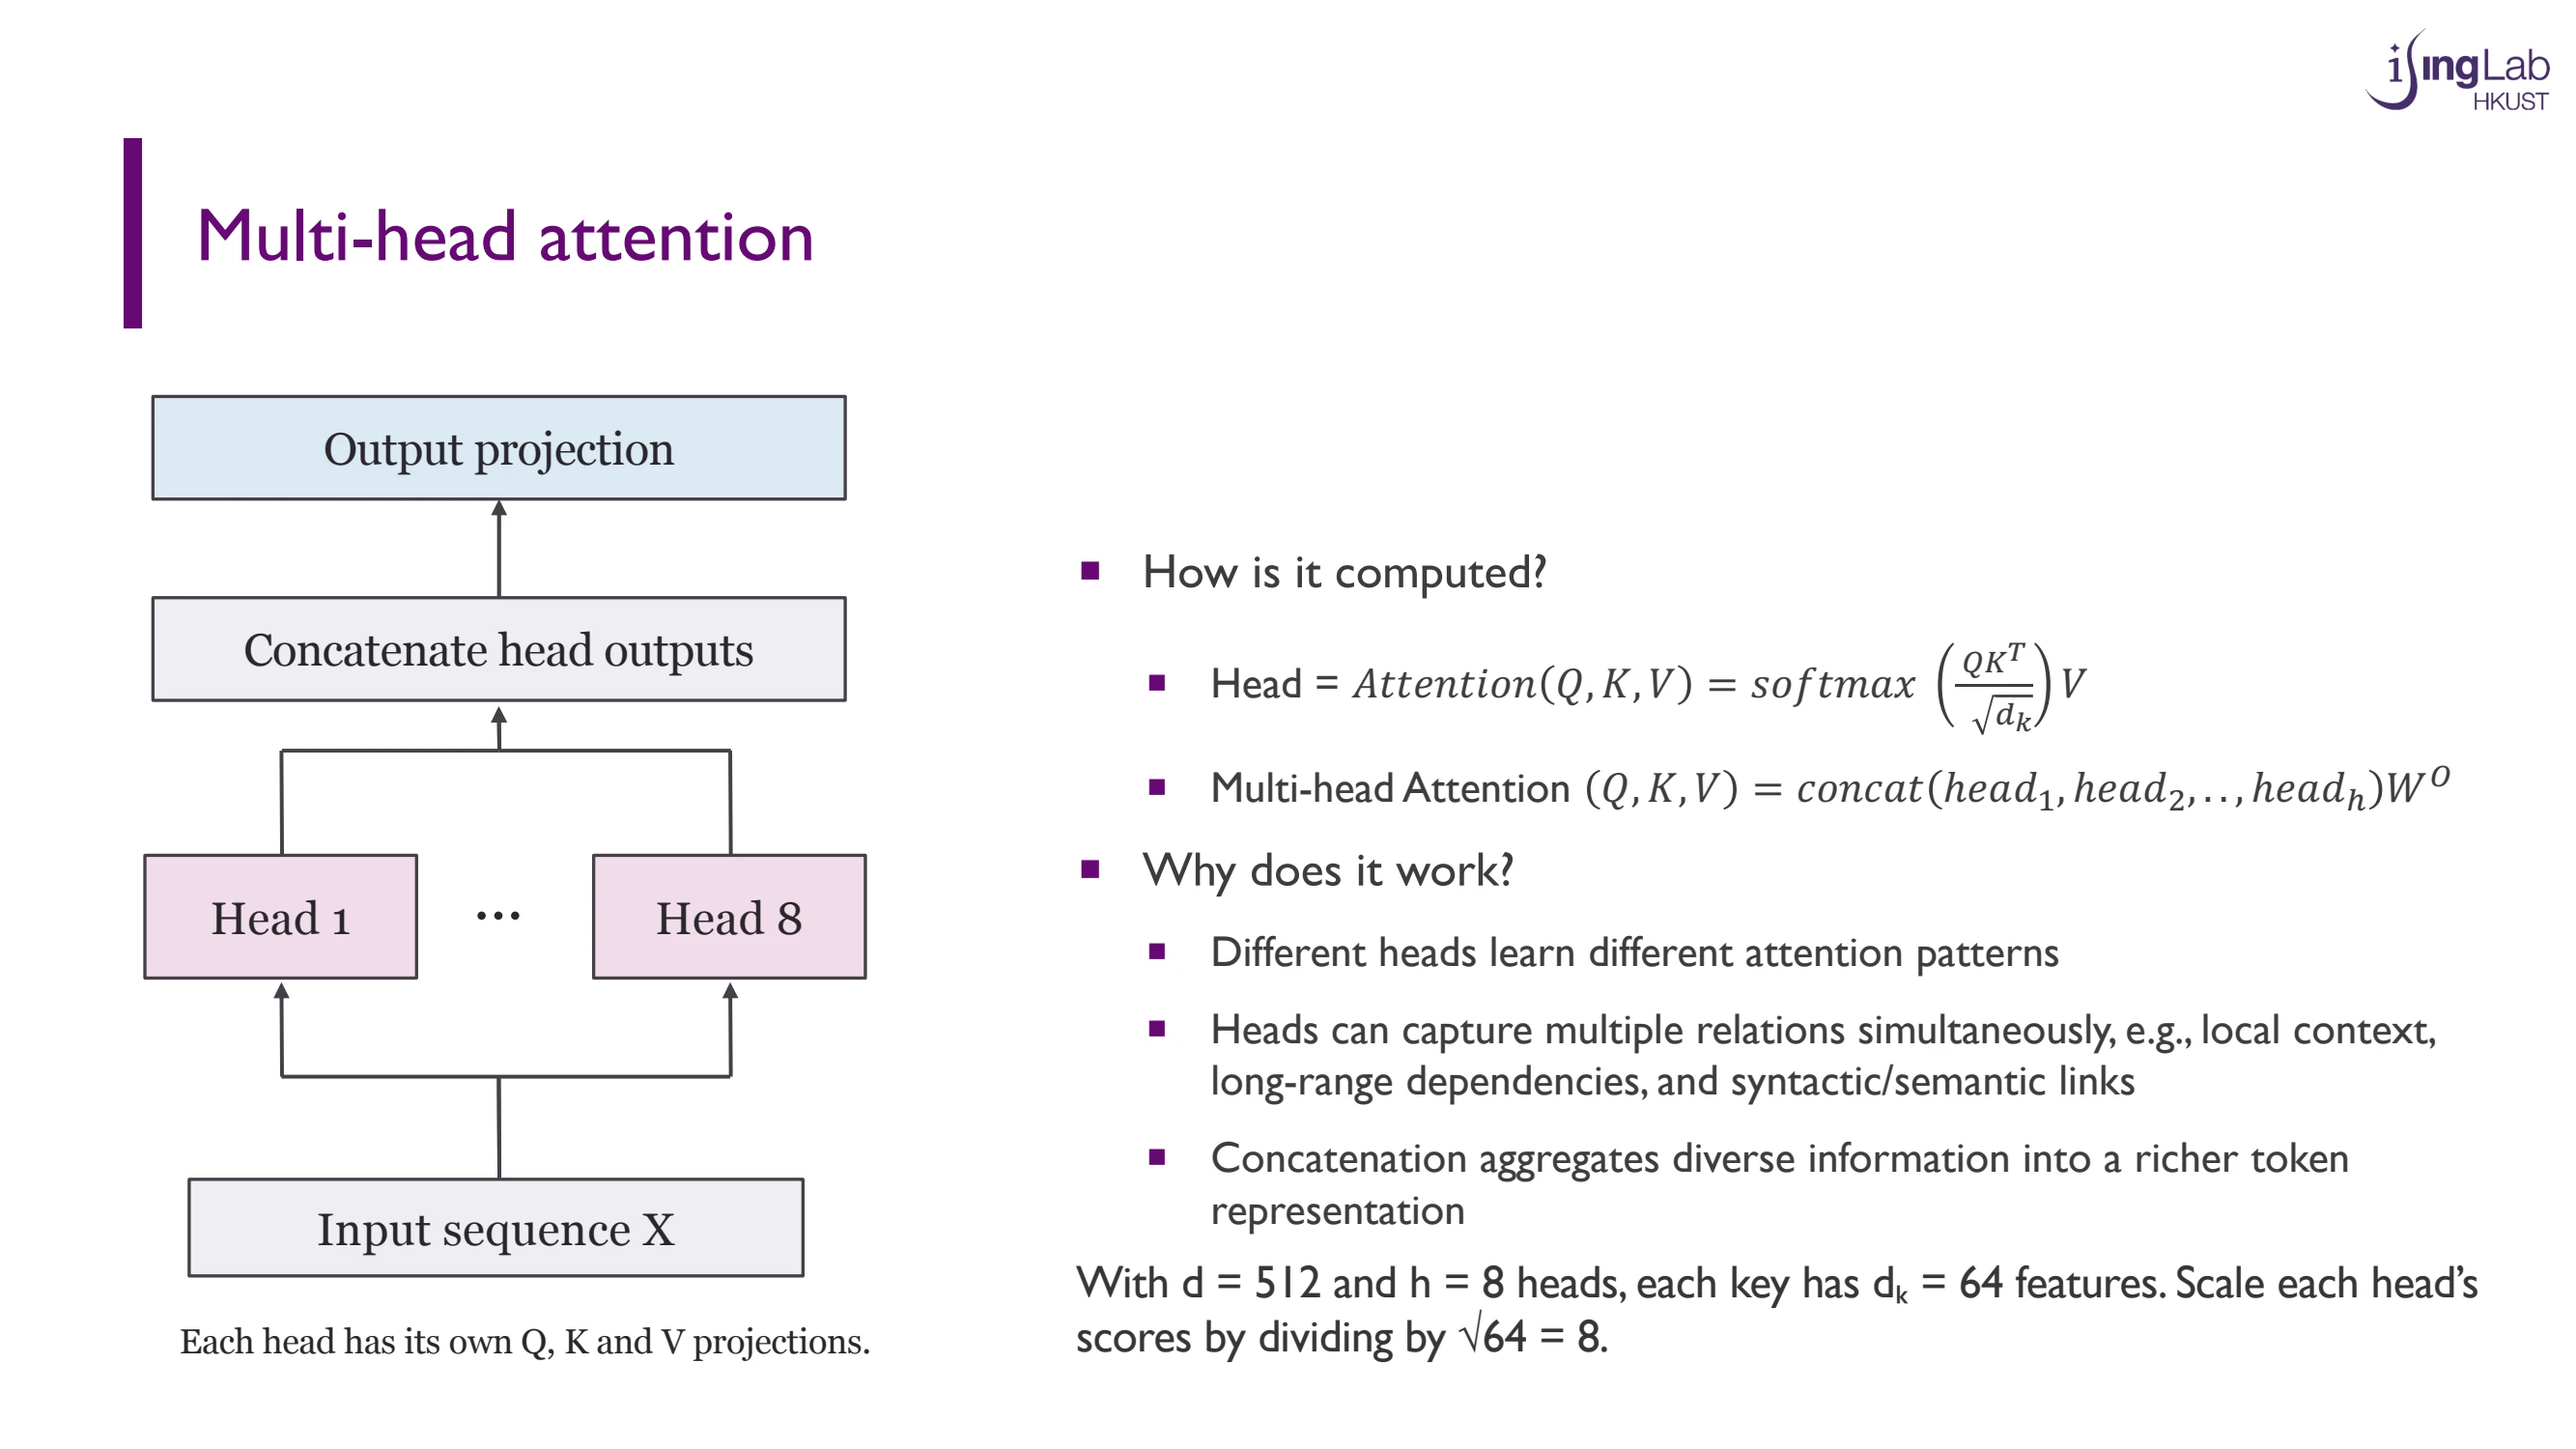 iSingLab
HKUST
Multi-head attention
Output projection
Concatenate head outputs
Head 1
...
Head 8
Input sequence X
Each head has its own Q, K and V projections.
How is it computed?
Head = Attention(Q, K, V) = softmax (QK^T / √d_k) V
Multi-head Attention (Q, K, V) = concat(head_1, head_2, . . , head_h)W^O
Why does it work?
Different heads learn different attention patterns
Heads can capture multiple relations simultaneously, e.g., local context,
long-range dependencies, and syntactic/semantic links
Concatenation aggregates diverse information into a richer token
representation
With d = 512 and h = 8 heads, each key has d_k = 64 features. Scale each head’s
scores by dividing by √64 = 8.